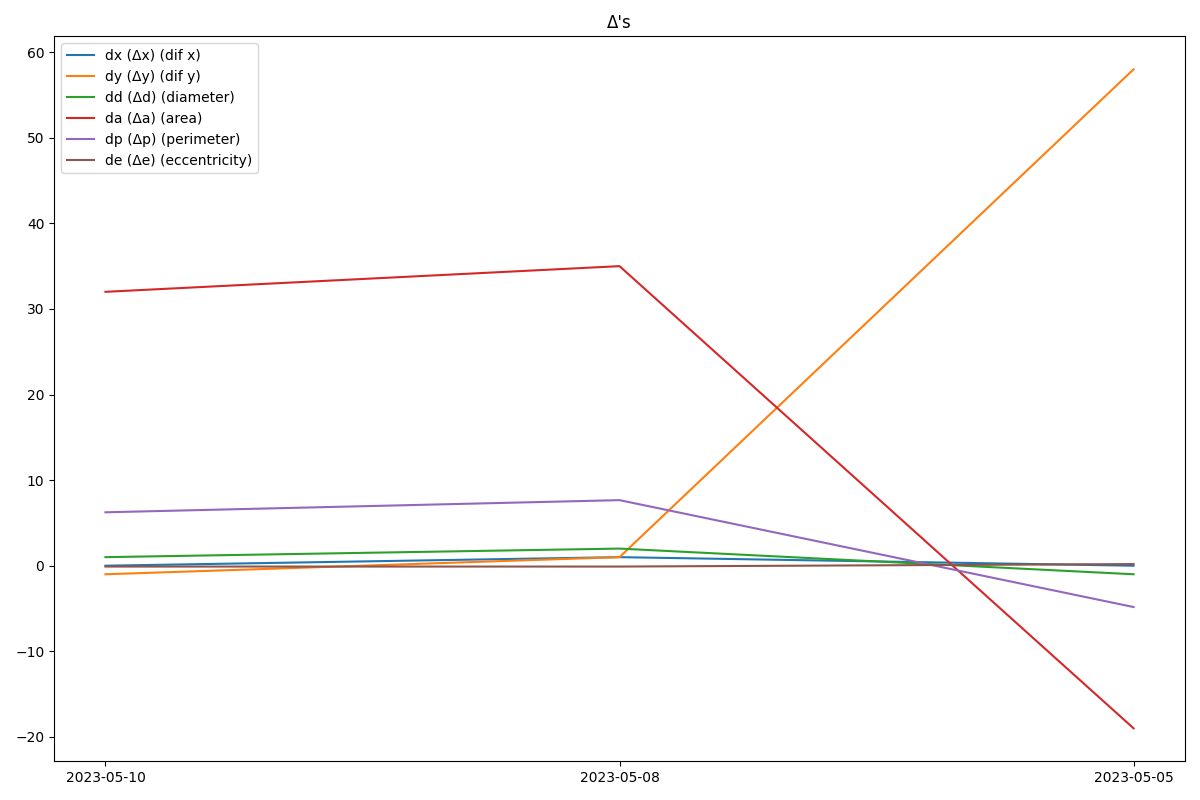 Δ's
dx (Δx) (dif x)
dy (Δy) (dif y)
dd (Δd) (diameter)
da (Δa) (area)
dp (Δp) (perimeter)
de (Δe) (eccentricity)
60
50
40
30
20
10
0
−10
−20
2023-05-10 2023-05-08 2023-05-05